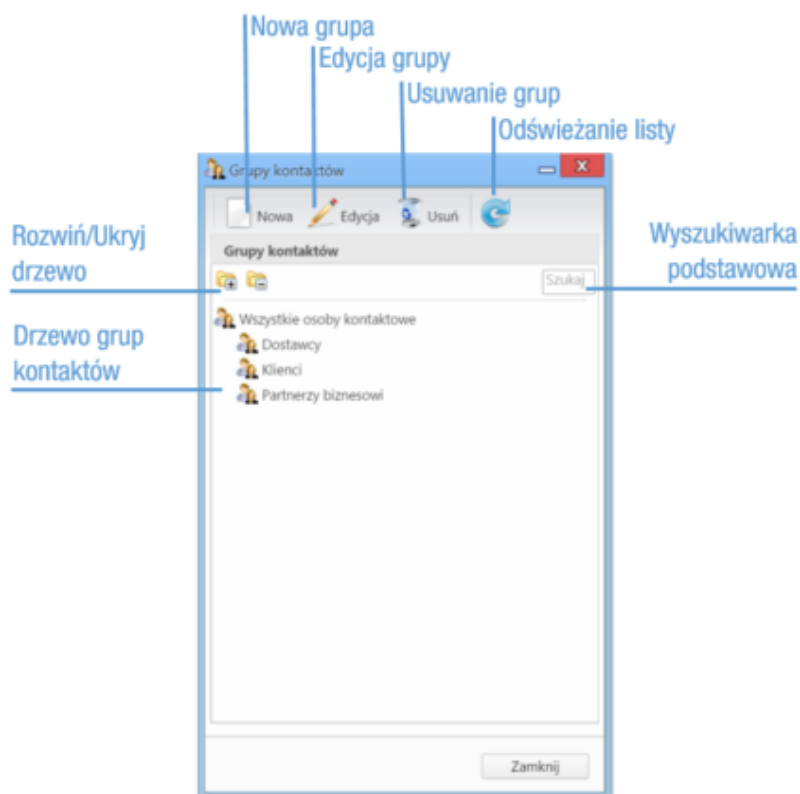 Nowa grupa
Edycja grupy
Usuwanie grup
Odświeżanie listy
Grupy kontaktów
Nowa Edycja Usuń
Rozwiń/Ukryj
drzewo
Wyszukiwarka
podstawowa
Grupy kontaktów
Szukaj
Wszystkie osoby kontaktowe
Drzewo grup
kontaktów
Dostawcy
Klienci
Partnerzy biznesowi
Zamknij